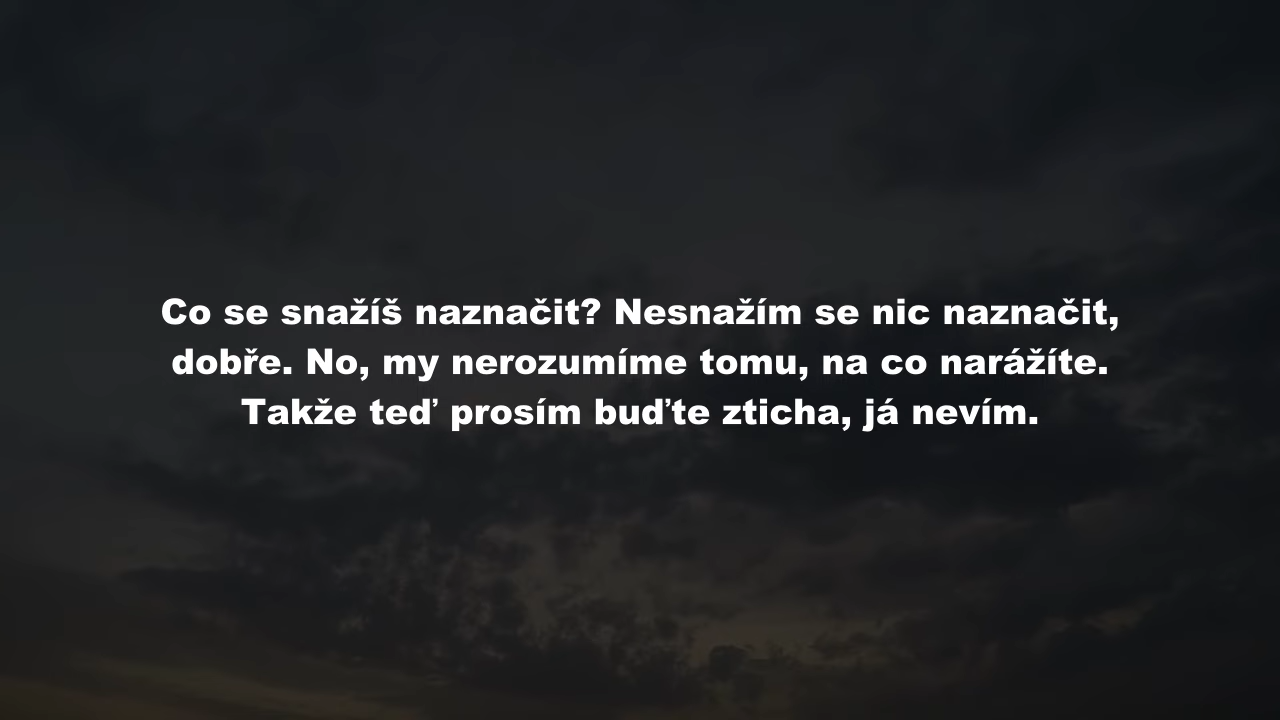 Co se snažíš naznačit? Nesnažím se nic naznačit,
dobře. No, my nerozumíme tomu, na co narážíte.
Takže teď prosím buďte zticha, já nevím.